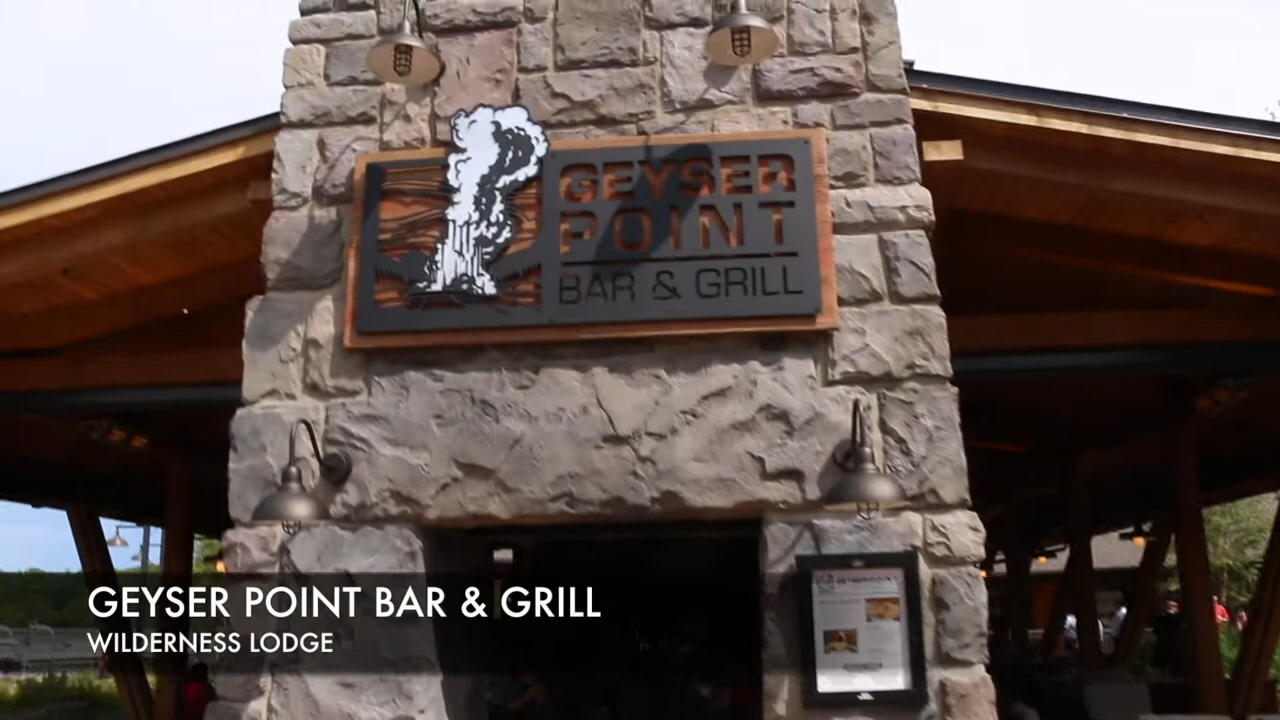 GEYSER
POINT
BAR & GRILL
GEYSER POINT BAR & GRILL
WILDERNESS LODGE